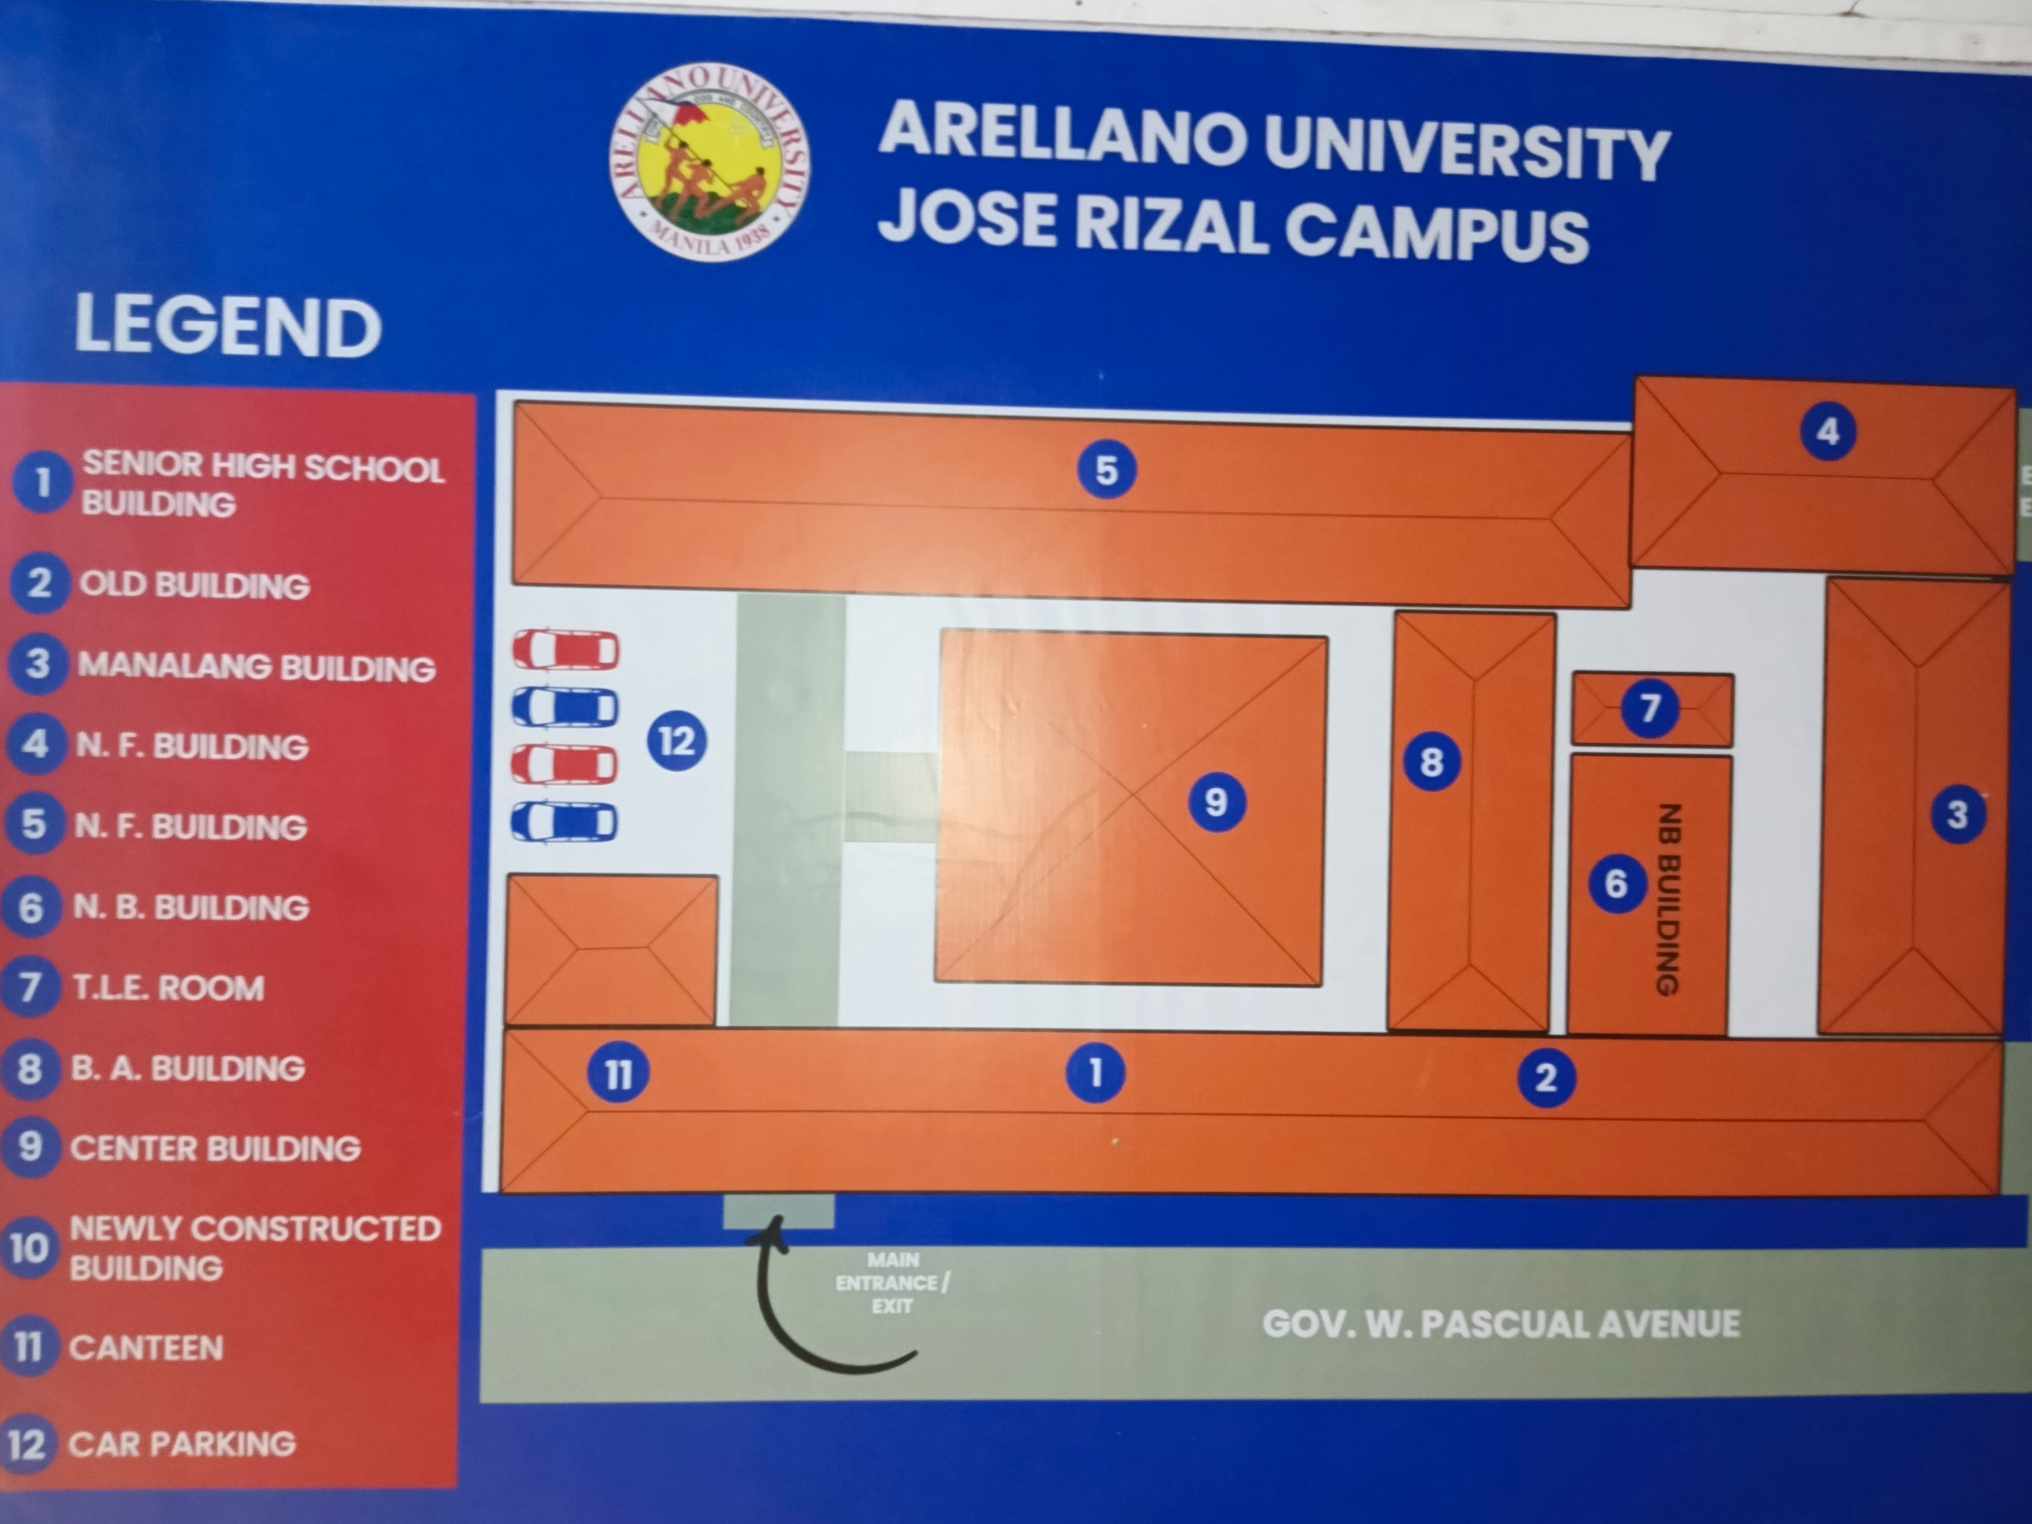 ARELLANO UNIVERSITY
MANILA 1938
ARELLANO UNIVERSITY
JOSE RIZAL CAMPUS
LEGEND
1 SENIOR HIGH SCHOOL
BUILDING
2 OLD BUILDING
3 MANALANG BUILDING
4 N. F. BUILDING
5 N. F. BUILDING
6 N. B. BUILDING
7 T.L.E. ROOM
8 B. A. BUILDING
9 CENTER BUILDING
10 NEWLY CONSTRUCTED
BUILDING
11 CANTEEN
12 CAR PARKING
5
4
12
9
8
7
6
NB BUILDING
3
11
1
2
MAIN
ENTRANCE/
EXIT
GOV. W. PASCUAL AVENUE